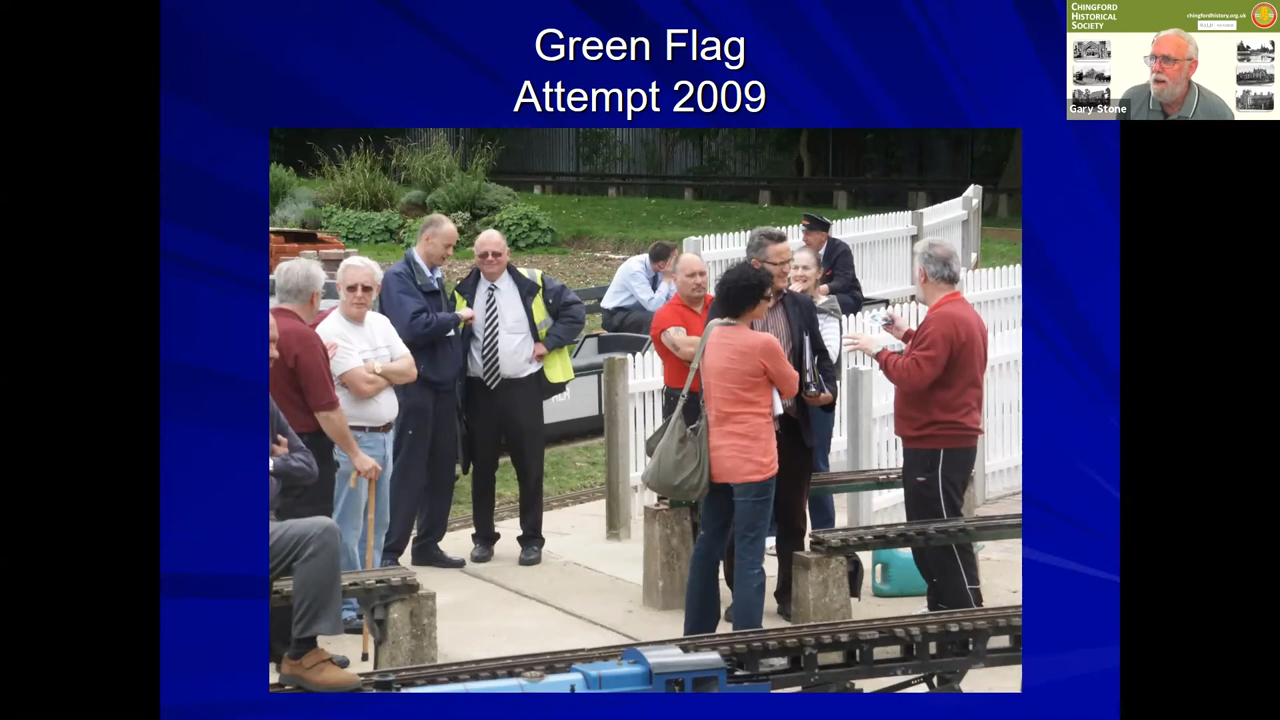 Green Flag
Attempt 2009
CHINGFORD
HISTORICAL
SOCIETY
chingfordhistory.org.uk
Gary Stone